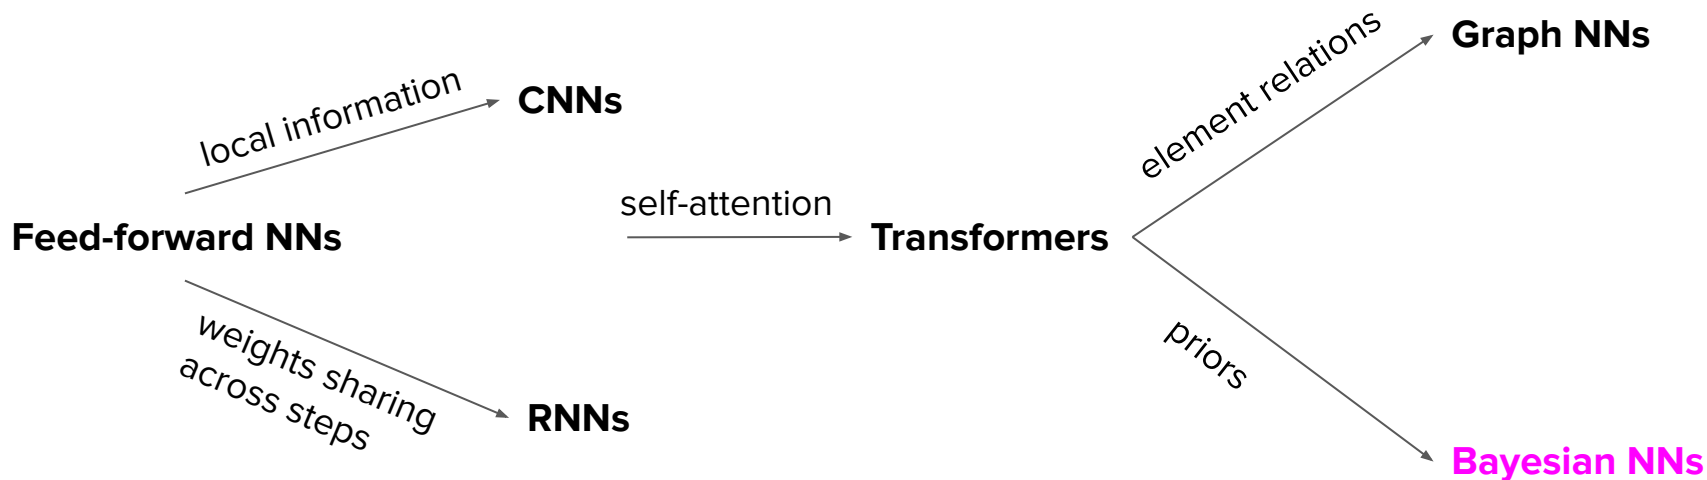 Graph NNs
element relations
local information
CNNs
self-attention
Feed-forward NNs
Transformers
weights sharing
across steps
priors
RNNs
Bayesian NNs